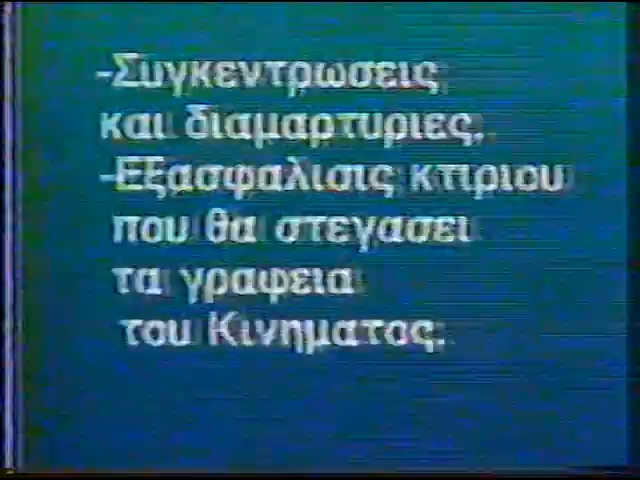 -Συγκεντρωσεις
και διαμαρτυριες.
-Εξασφαλισις κτιριου
που θα στεγασει
τα γραφεια
του Κινηματος.